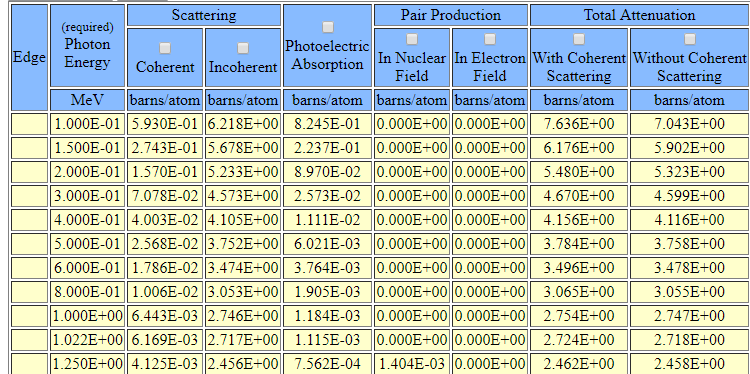 Edge (required) Photon Energy Scattering Photoelectric Absorption Pair Production Total Attenuation
Coherent Incoherent In Nuclear Field In Electron Field With Coherent Scattering Without Coherent Scattering
MeV barns/atom barns/atom barns/atom barns/atom barns/atom barns/atom barns/atom
1.000E-01 5.930E-01 6.218E+00 8.245E-01 0.000E+00 0.000E+00 7.636E+00 7.043E+00
1.500E-01 2.743E-01 5.678E+00 2.237E-01 0.000E+00 0.000E+00 6.176E+00 5.902E+00
2.000E-01 1.570E-01 5.233E+00 8.970E-02 0.000E+00 0.000E+00 5.480E+00 5.323E+00
3.000E-01 7.078E-02 4.573E+00 2.573E-02 0.000E+00 0.000E+00 4.670E+00 4.599E+00
4.000E-01 4.003E-02 4.105E+00 1.111E-02 0.000E+00 0.000E+00 4.156E+00 4.116E+00
5.000E-01 2.568E-02 3.752E+00 6.021E-03 0.000E+00 0.000E+00 3.784E+00 3.758E+00
6.000E-01 1.786E-02 3.474E+00 3.764E-03 0.000E+00 0.000E+00 3.496E+00 3.478E+00
8.000E-01 1.006E-02 3.053E+00 1.905E-03 0.000E+00 0.000E+00 3.065E+00 3.055E+00
1.000E+00 6.443E-03 2.746E+00 1.184E-03 0.000E+00 0.000E+00 2.754E+00 2.747E+00
1.022E+00 6.169E-03 2.717E+00 1.115E-03 0.000E+00 0.000E+00 2.724E+00 2.718E+00
1.250E+00 4.125E-03 2.456E+00 7.562E-04 1.404E-03 0.000E+00 2.462E+00 2.458E+00